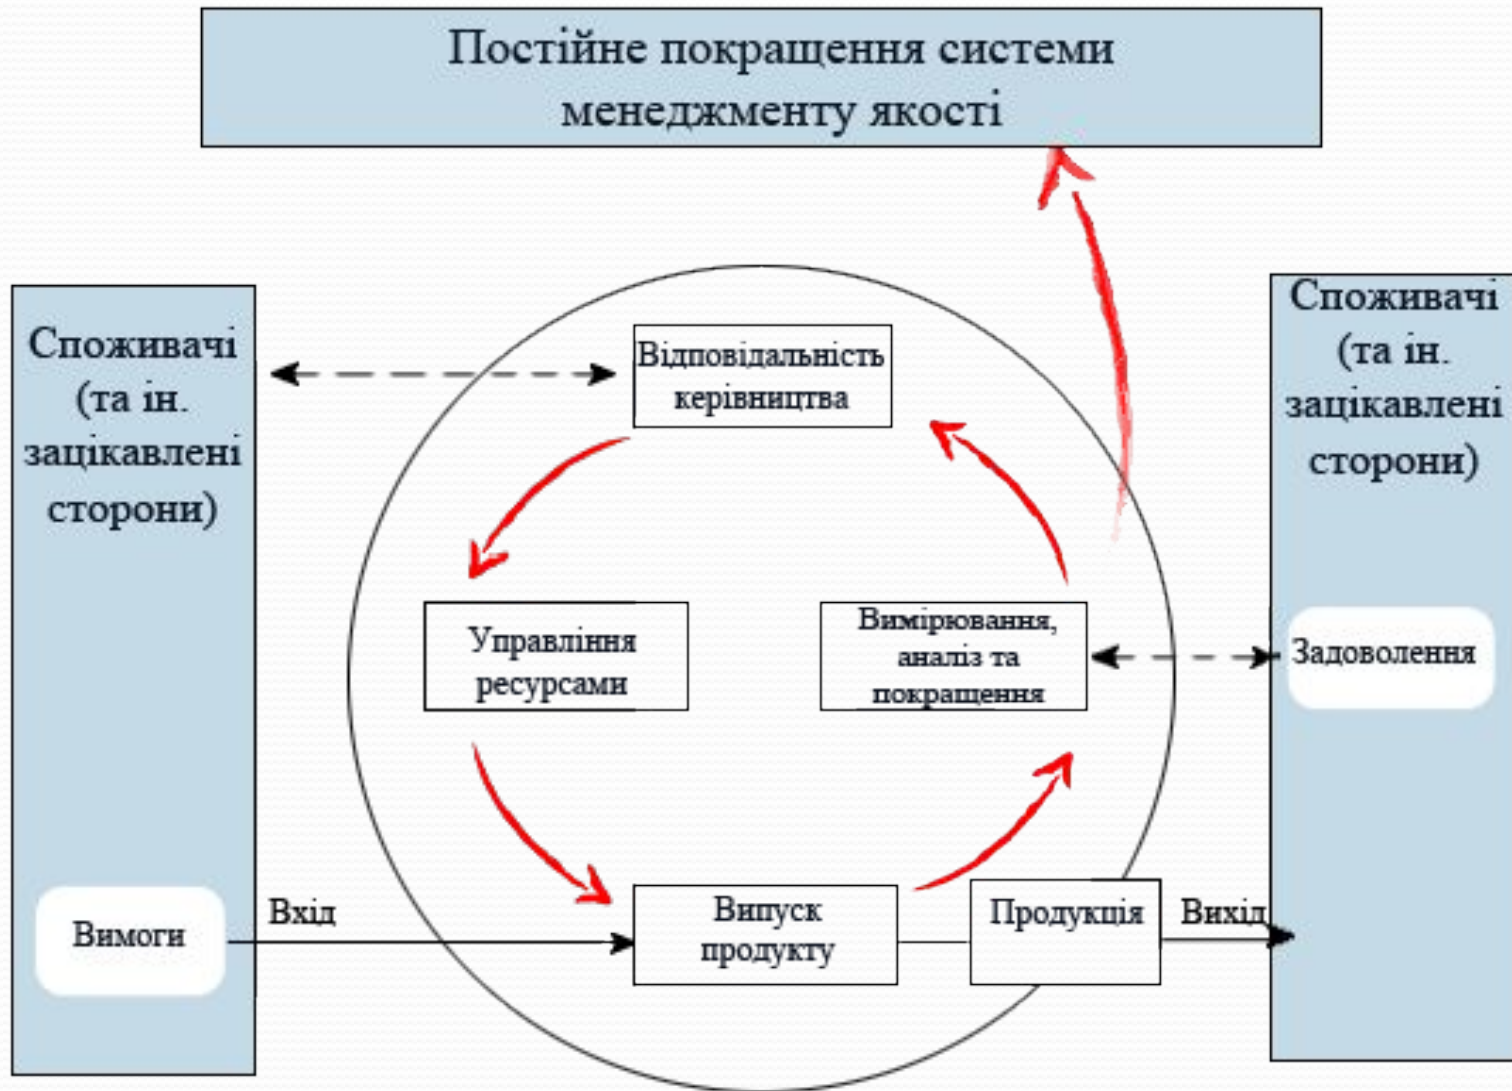 Постійне покращення системи
менеджменту якості
Споживачі
(та ін.
зацікавлені
сторони)
Споживачі
(та ін.
зацікавлені
сторони)
Відповідальність
керівництва
Управління
ресурсами
Вимірювання,
аналіз та
покращення
Задоволення
Вимоги
Вхід
Випуск
продукту
Продукція
Вихід